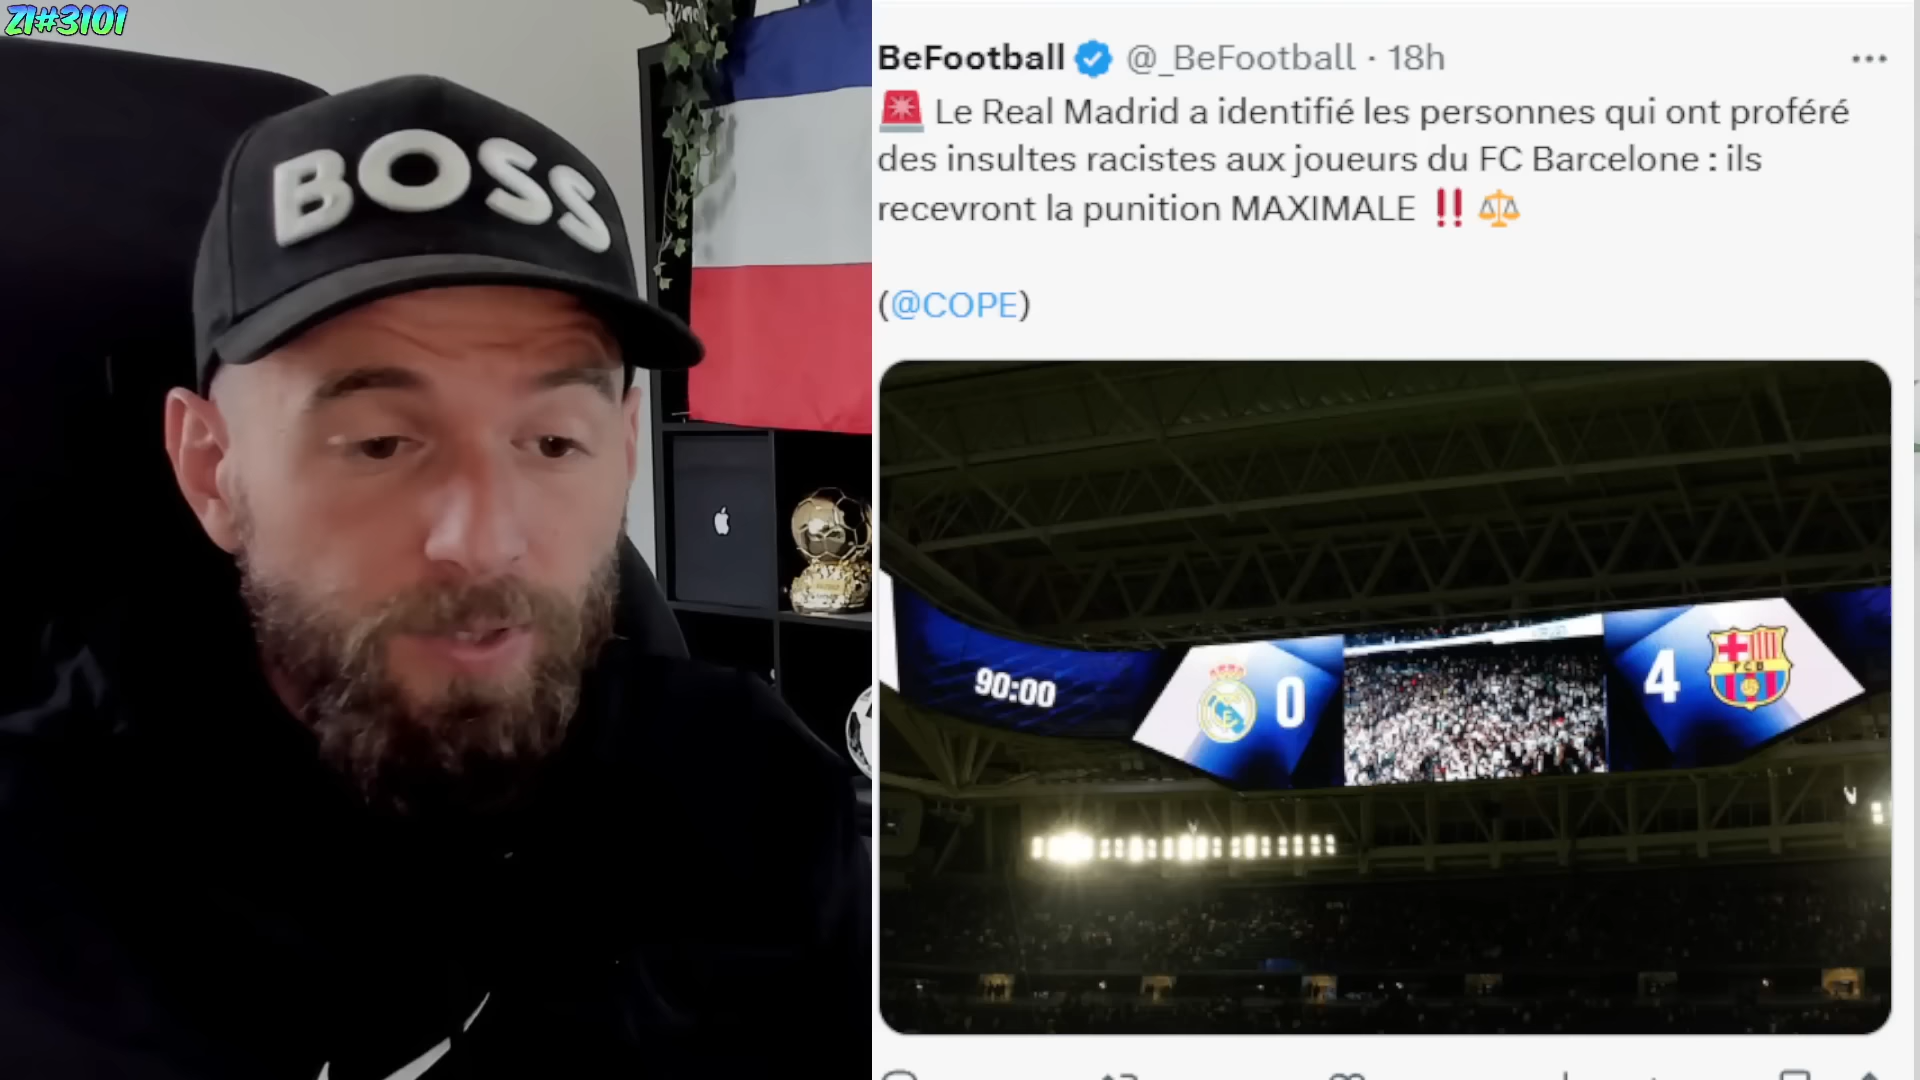 ZI#3101
BOSS
BeFootball @_BeFootball · 18h
🚨 Le Real Madrid a identifié les personnes qui ont proféré
des insultes racistes aux joueurs du FC Barcelone : ils
recevront la punition MAXIMALE ‼️ ⚖️
(@COPE)
90:00
0
4
FCB